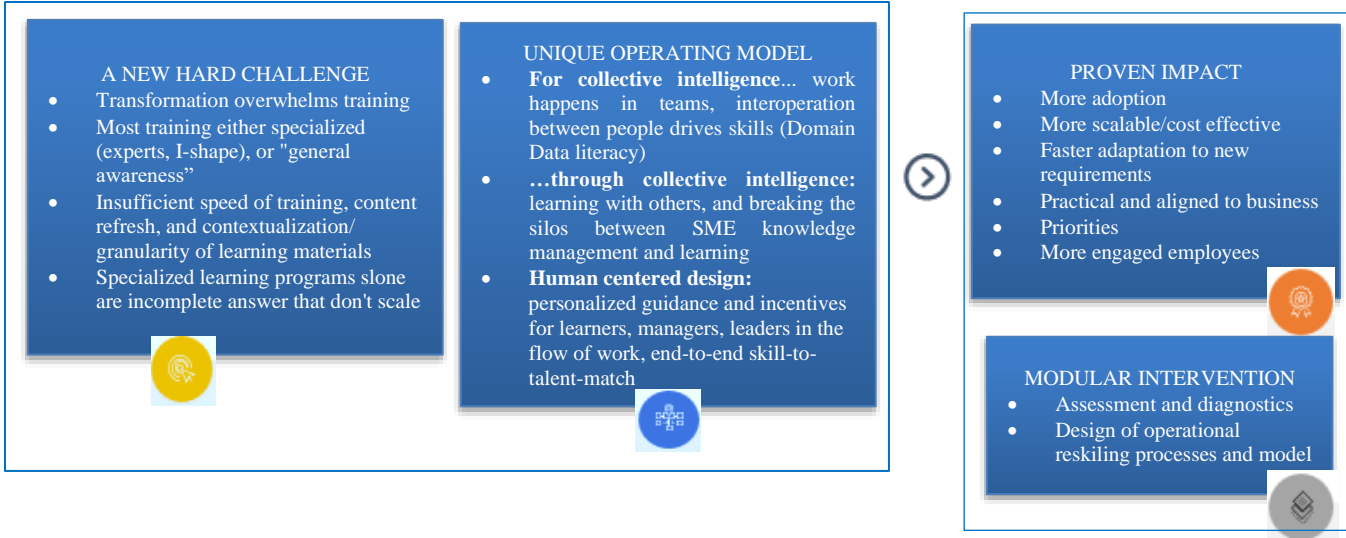 A NEW HARD CHALLENGE
• Transformation overwhelms training
• Most training either specialized
(experts, I-shape), or "general
awareness”
• Insufficient speed of training, content
refresh, and contextualization/
granularity of learning materials
• Specialized learning programs slone
are incomplete answer that don't scale
UNIQUE OPERATING MODEL
• For collective intelligence... work
happens in teams, interoperation
between people drives skills (Domain
Data literacy)
• …through collective intelligence:
learning with others, and breaking the
silos between SME knowledge
management and learning
• Human centered design:
personalized guidance and incentives
for learners, managers, leaders in the
flow of work, end-to-end skill-to-
talent-match
PROVEN IMPACT
• More adoption
• More scalable/cost effective
• Faster adaptation to new
requirements
• Practical and aligned to business
• Priorities
• More engaged employees
MODULAR INTERVENTION
• Assessment and diagnostics
• Design of operational
reskiling processes and model